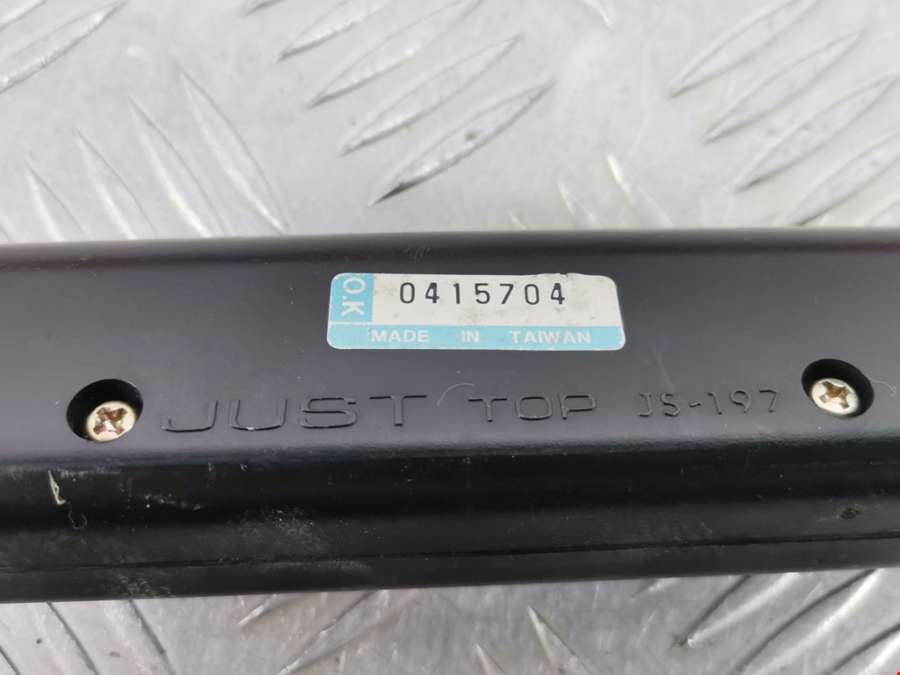 O.K
0415704
MADE IN TAIWAN
JUST TOP JS-197